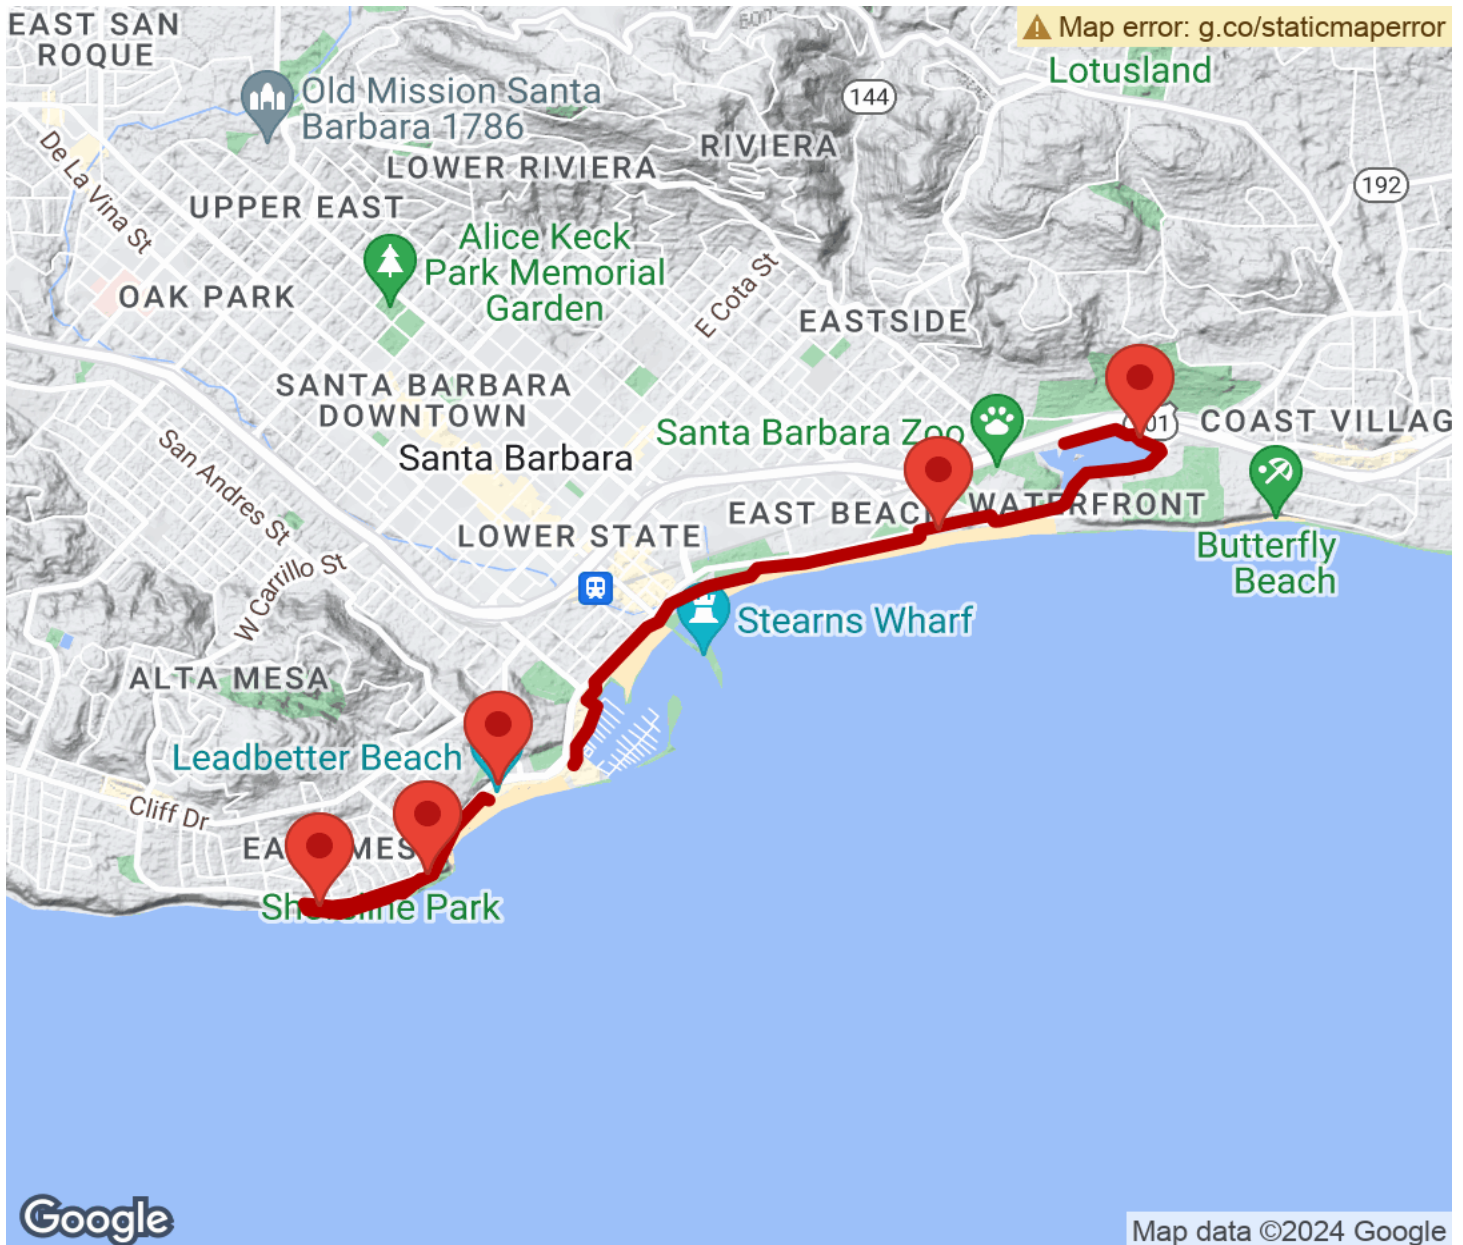 EAST SAN
ROQUE
Map error: g.co/staticmaperror
Lotusland
Old Mission Santa
Barbara 1786
144
RIVIERA
LOWER RIVIERA
192
De La Vina St
UPPER EAST
Alice Keck
Park Memorial
Garden
OAK PARK
E Cota St
EASTSIDE
SANTA BARBARA
DOWNTOWN
COAST VILLAG
Santa Barbara Zoo
San Andres St
Santa Barbara
EAST BEAC
WATERFRONT
LOWER STATE
Butterfly
Beach
W Carrillo St
Stearns Wharf
ALTA MESA
Leadbetter Beach
Cliff Dr
Park
Google
Map data ©2024 Google